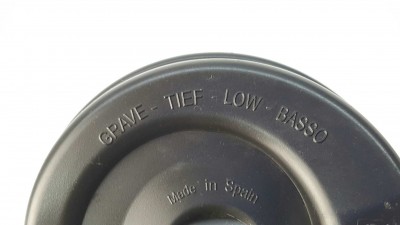 GRAVE - TIEF - LOW - BASSO
Made in Spain